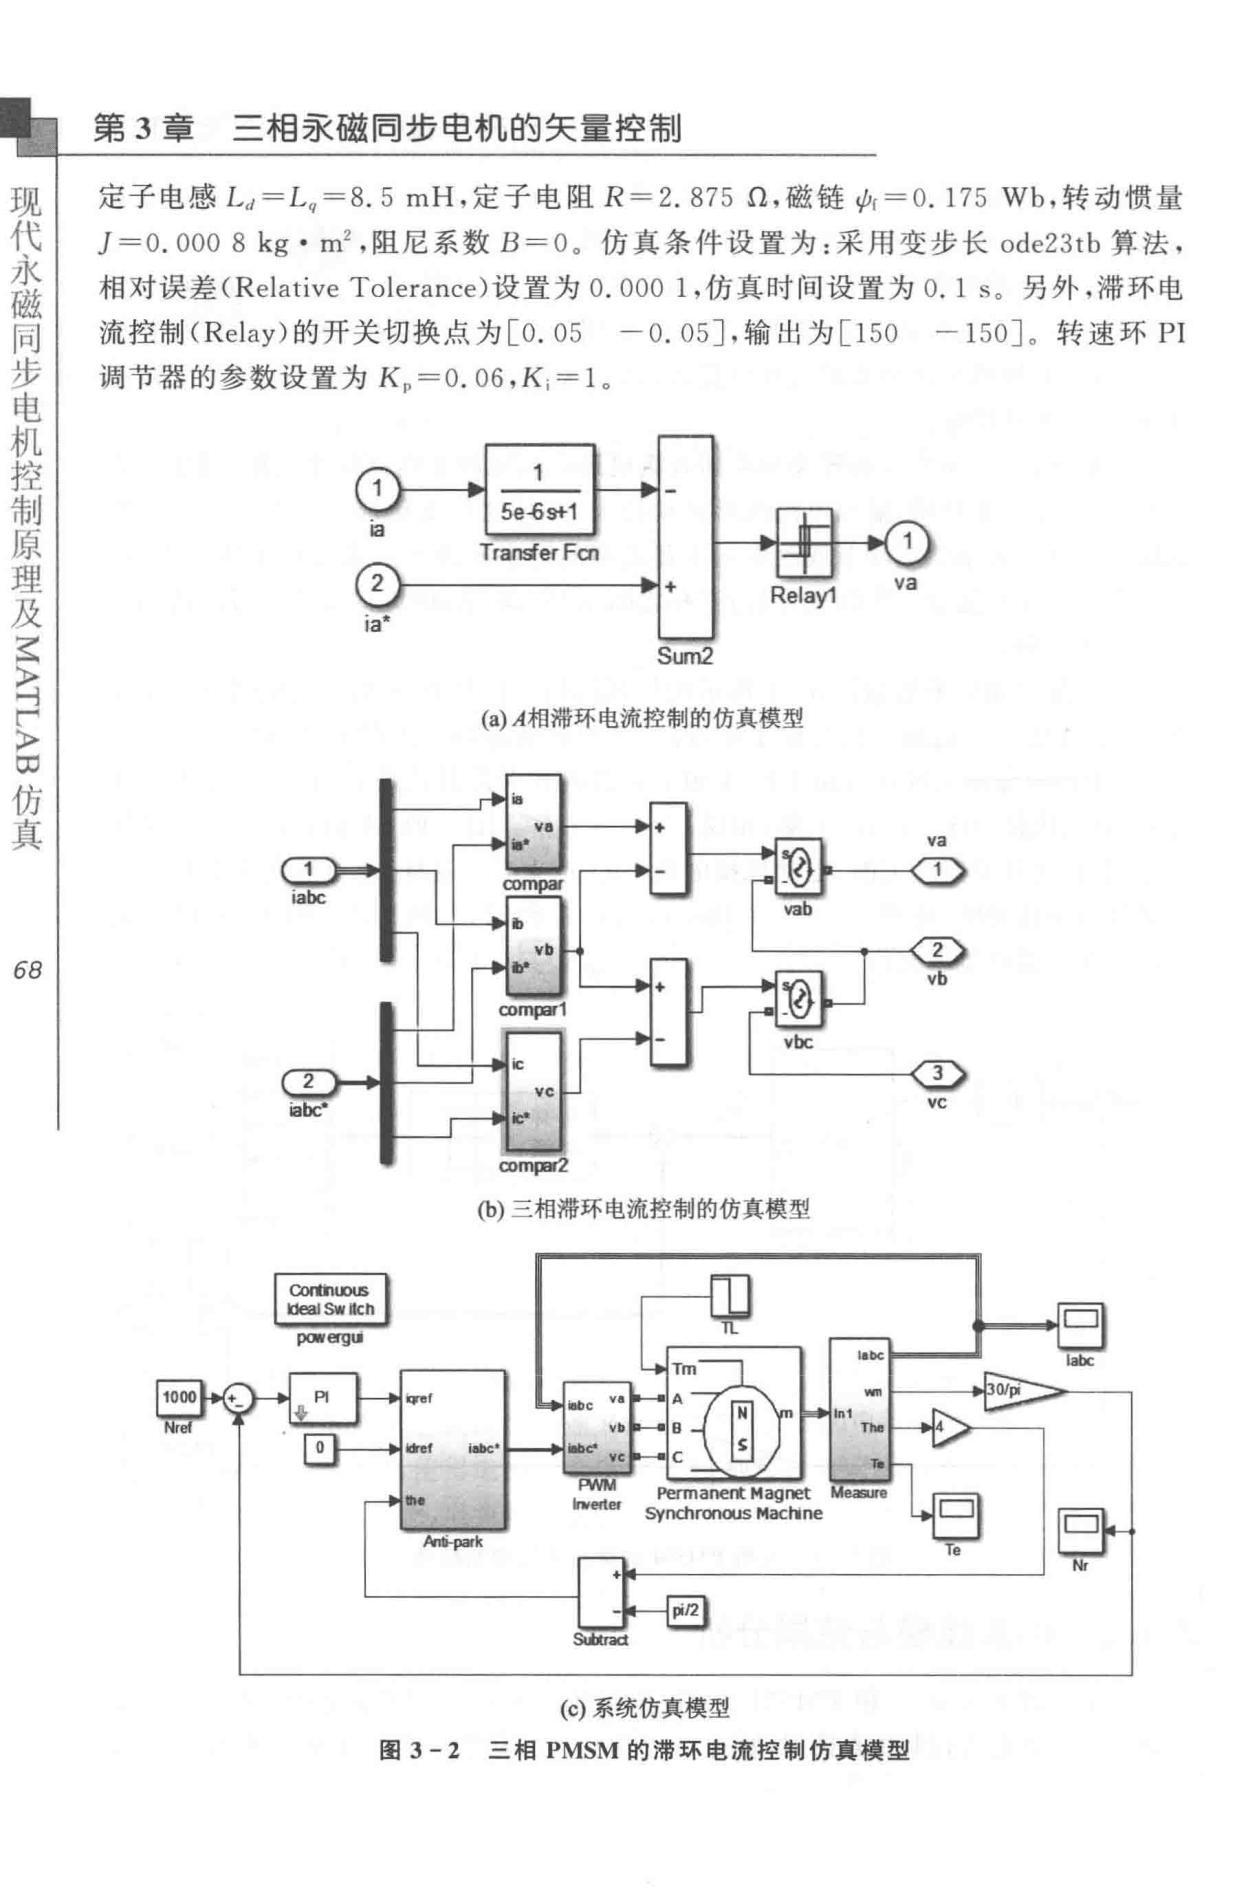 第 3 章 三相永磁同步电机的矢量控制
现代永磁同步电机控制原理及MATLAB仿真
68
定子电感 L_d=L_q=8.5 mH,定子电阻 R=2.875 Ω,磁链 ψ_f=0.175 Wb,转动惯量
J=0.000 8 kg·m²,阻尼系数 B=0。仿真条件设置为:采用变步长 ode23tb 算法,
相对误差(Relative Tolerance)设置为 0.000 1,仿真时间设置为 0.1 s。另外,滞环电
流控制(Relay)的开关切换点为[0.05 -0.05],输出为[150 -150]。转速环 PI
调节器的参数设置为 K_p=0.06,K_i=1。
1
ia
1
5e-6s+1
Transfer Fcn
2
ia*
-
+
Sum2
Relay1
1
va
(a) A相滞环电流控制的仿真模型
1
iabc
2
iabc*
ia
ia*
va
compar
ib
ib*
vb
compar1
ic
ic*
vc
compar2
+
+
-
s
-
vab
s
-
+
vbc
va
1
2
vb
3
vc
(b) 三相滞环电流控制的仿真模型
Continuous
Ideal Switch
powergui
1000
Nref
+
-
PI
0
iqref
idref
the
iabc*
Anti-park
iabc
iabc*
va
vb
vc
PWM
Inverter
TL
Tm
A
B
C
N
S
m
Permanent Magnet
Synchronous Machine
In1
Iabc
wm
The
Te
Measure
Iabc
30/pi
4
Te
Nr
+
-
pi/2
Subtract
(c) 系统仿真模型
图 3-2 三相 PMSM 的滞环电流控制仿真模型